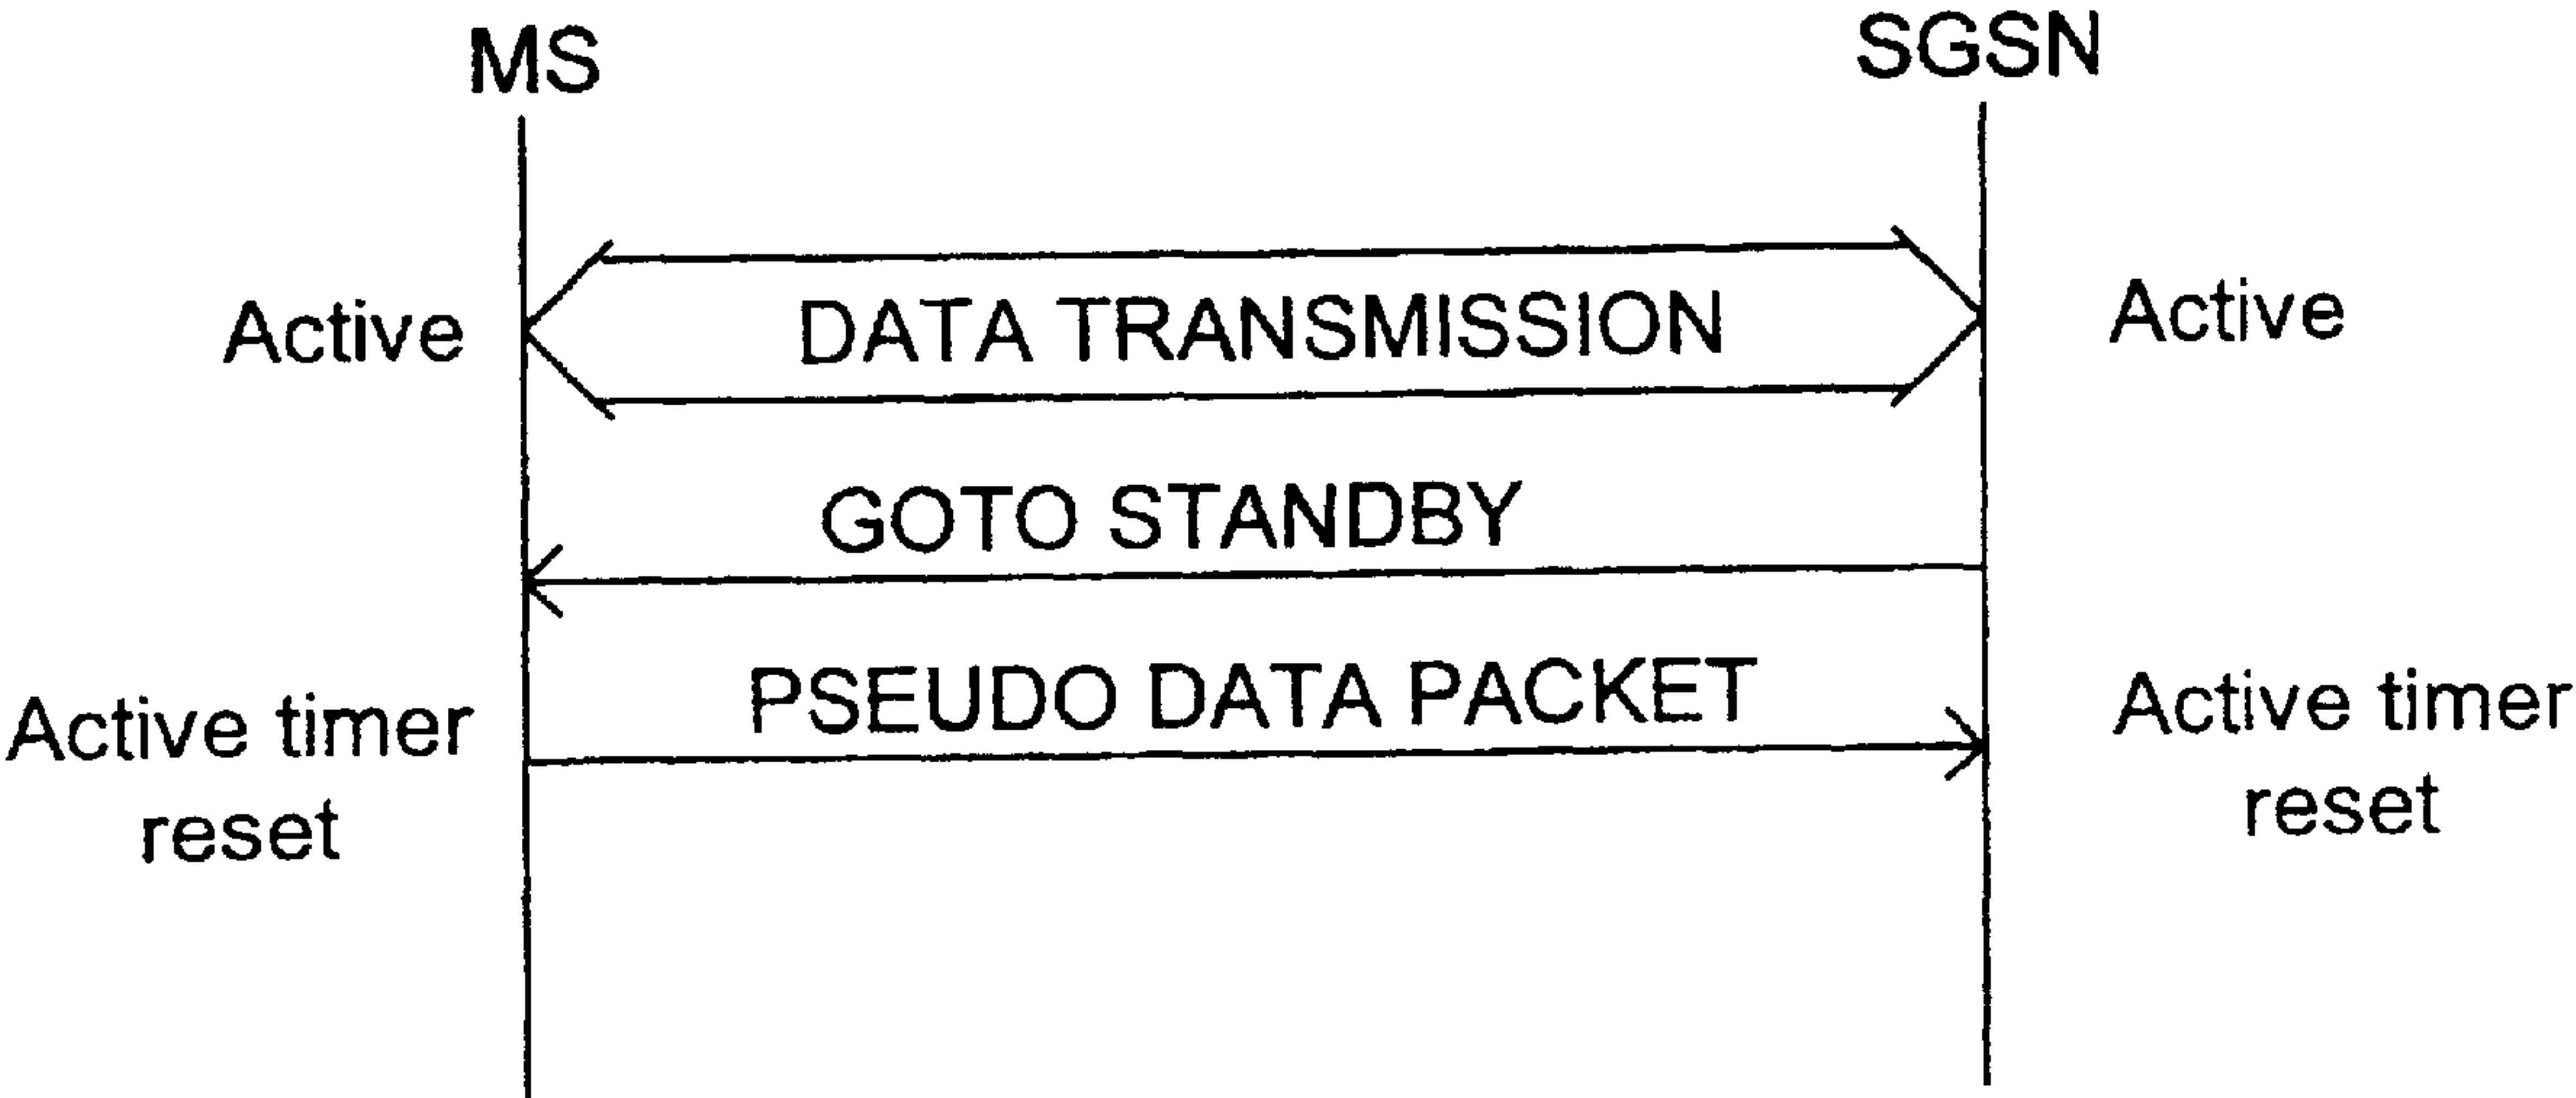 MS
SGSN
Active
DATA TRANSMISSION
Active
GOTO STANDBY
PSEUDO DATA PACKET
Active timer
reset
Active timer
reset